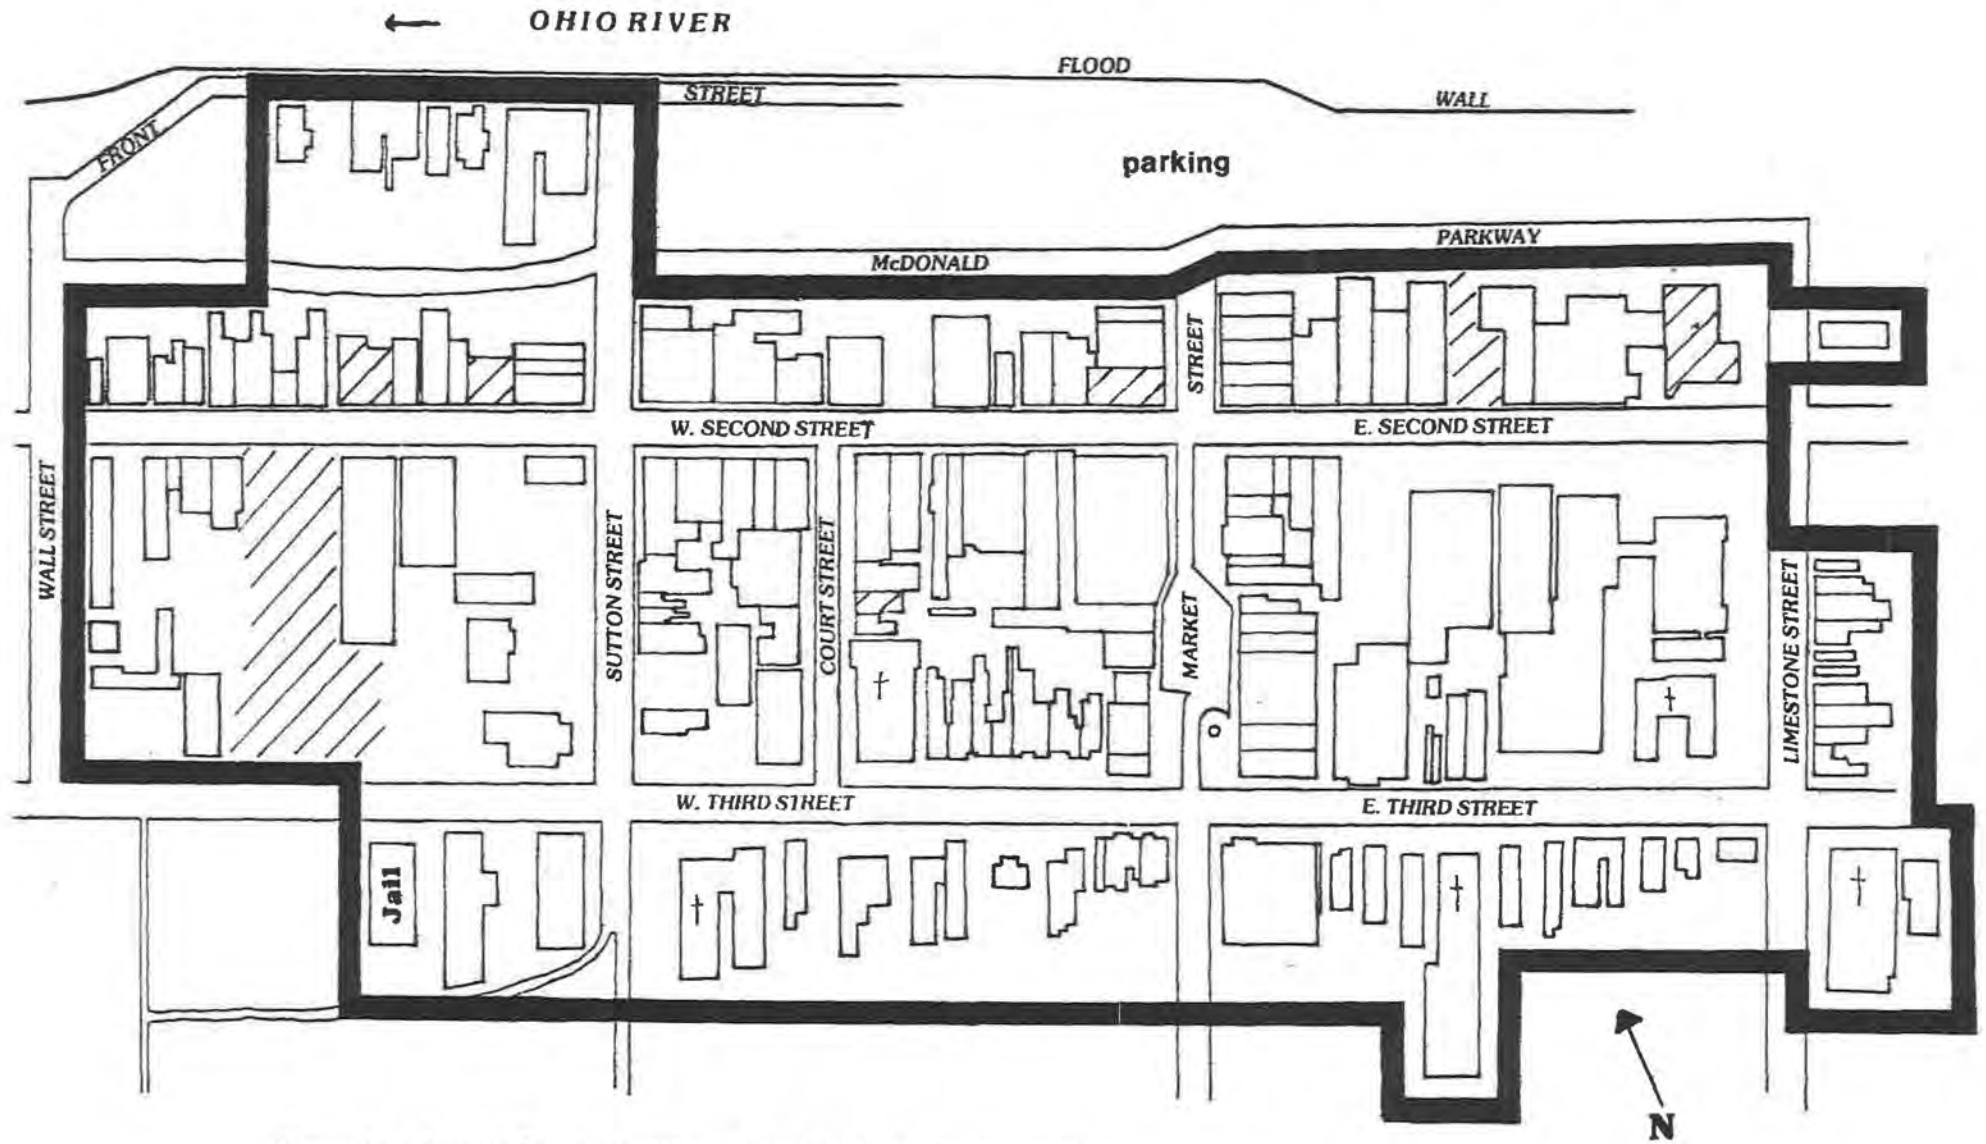 OHIO RIVER
FLOOD
WALL
STREET
FRONT
parking
PARKWAY
McDONALD
STREET
W. SECOND STREET
E. SECOND STREET
WALL STREET
SUTTON STREET
COURT STREET
MARKET
LIMESTONE STREET
W. THIRD STREET
E. THIRD STREET
Jail
N